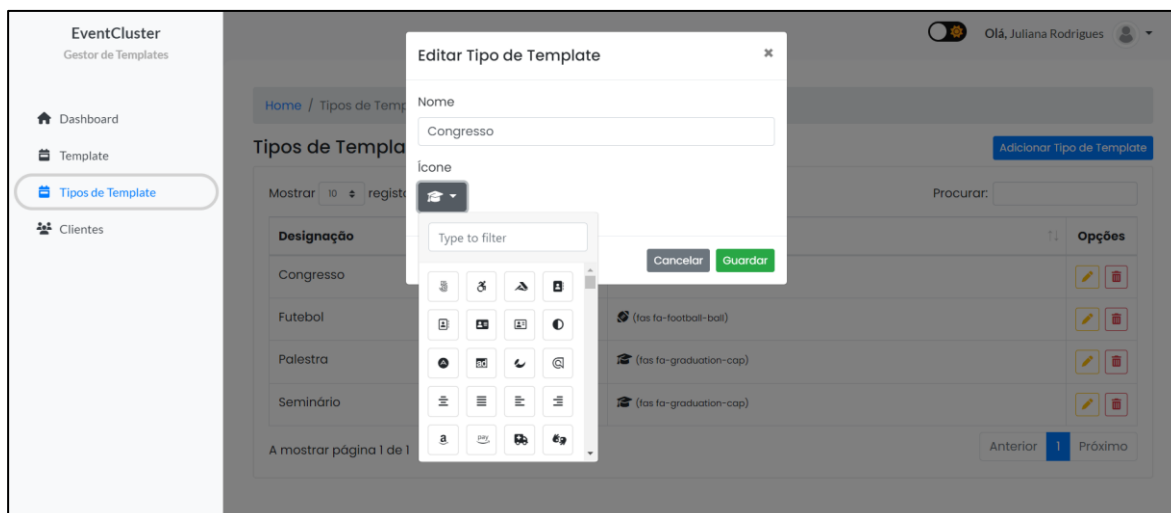 EventCluster
Gestor de Templates
Olá, Juliana Rodrigues
Dashboard
Template
Tipos de Template
Clientes
Editar Tipo de Template
×
Nome
Congresso
Ícone
Type to filter
Cancelar
Guardar
Home / Tipos de Temp
Tipos de Templa
Adicionar Tipo de Template
Mostrar 10 registo
Procurar:
Designação
Opções
Congresso
Futebol
(fas fa-football-ball)
Palestra
(fas fa-graduation-cap)
Seminário
(fas fa-graduation-cap)
A mostrar página 1 de 1
Anterior 1 Próximo